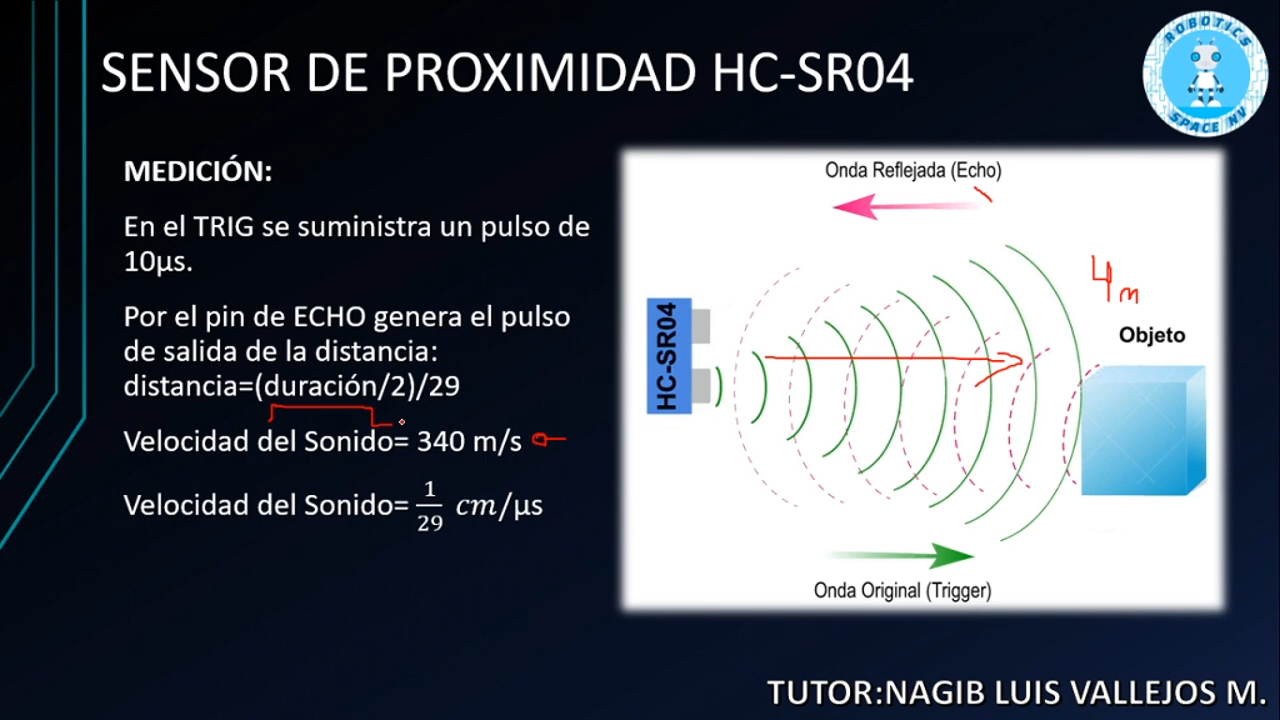 SENSOR DE PROXIMIDAD HC-SR04
ROBOTICS
SPACE NV
MEDICIÓN:
En el TRIG se suministra un pulso de
10µs.
Por el pin de ECHO genera el pulso
de salida de la distancia:
distancia=(duración/2)/29
Velocidad del Sonido= 340 m/s
Velocidad del Sonido= 1/29 cm/µs
Onda Reflejada (Echo)
4m
Objeto
HC-SR04
Onda Original (Trigger)
TUTOR:NAGIB LUIS VALLEJOS M.